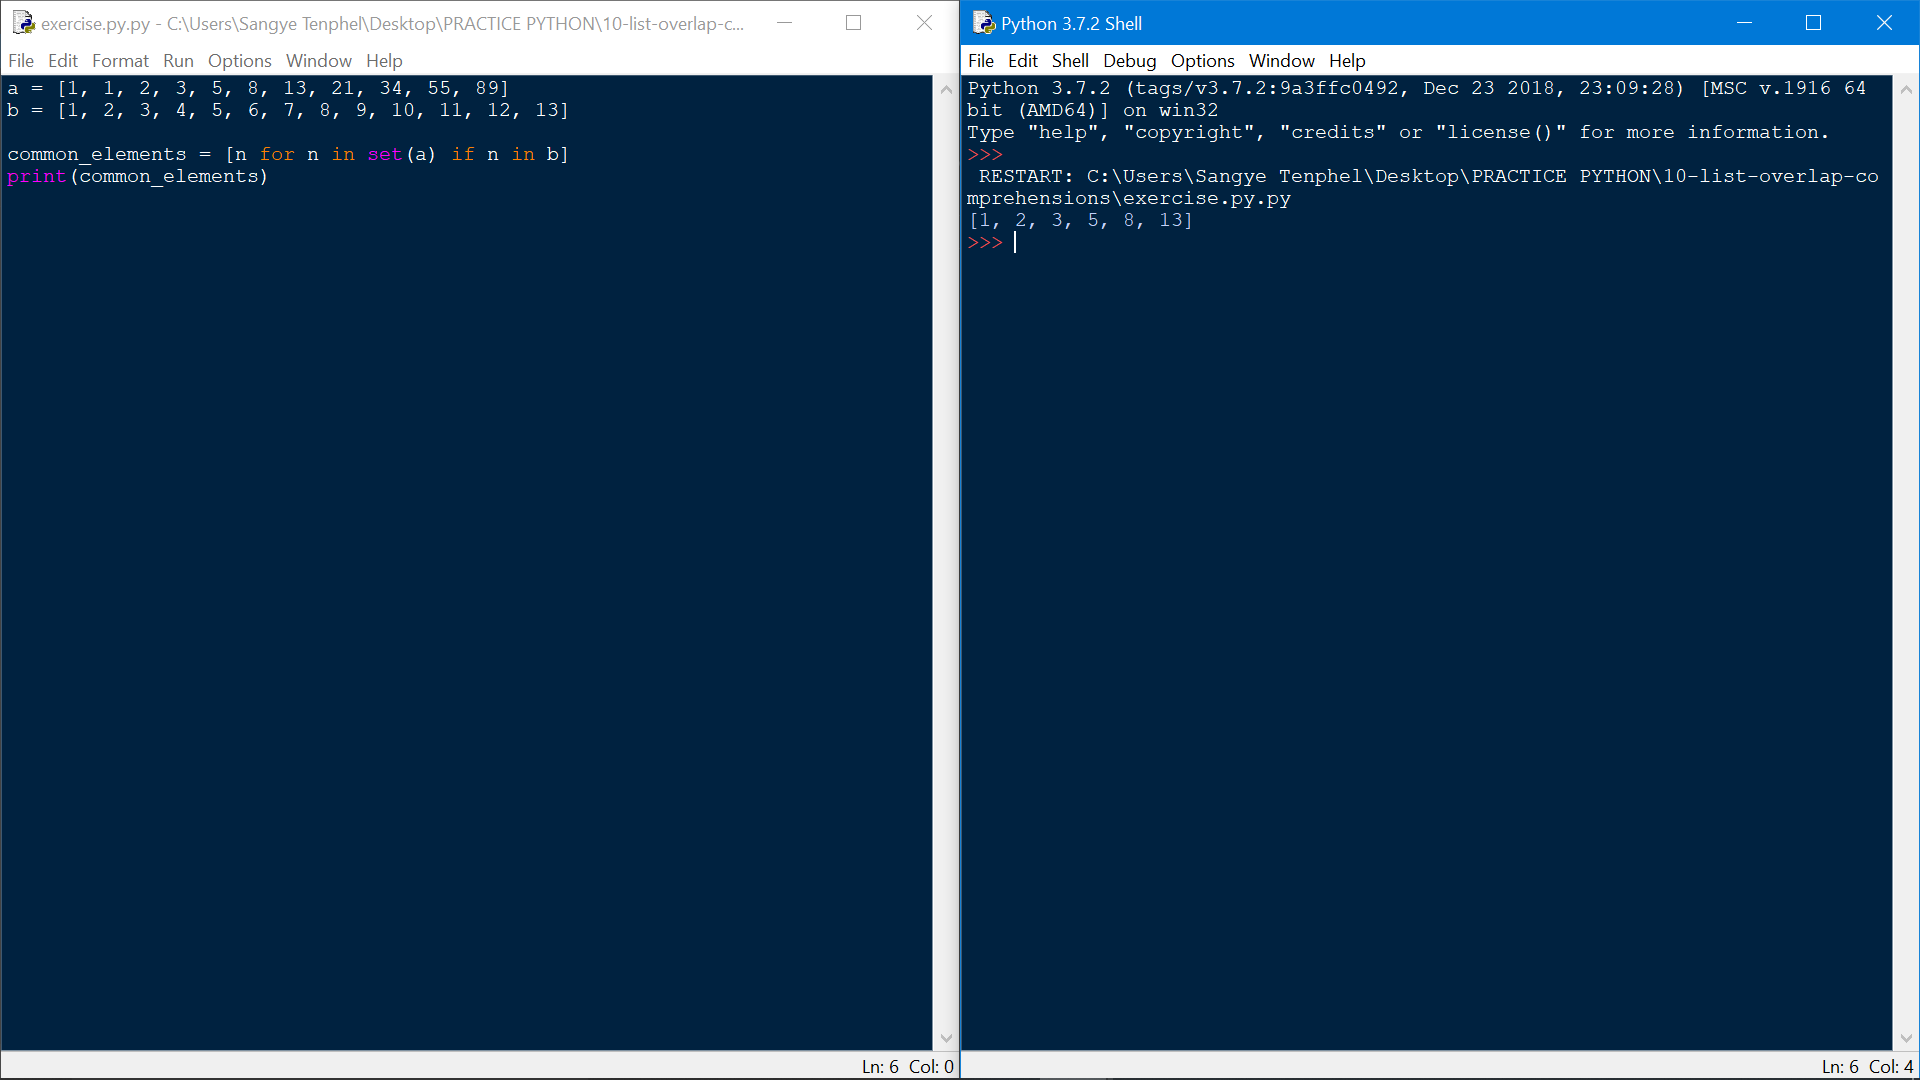 exercise.py.py - C:\Users\Sangye Tenphel\Desktop\PRACTICE PYTHON\10-list-overlap-c...
File Edit Format Run Options Window Help
a = [1, 1, 2, 3, 5, 8, 13, 21, 34, 55, 89]
b = [1, 2, 3, 4, 5, 6, 7, 8, 9, 10, 11, 12, 13]
common_elements = [n for n in set(a) if n in b]
print(common_elements)
Ln: 6 Col: 0
Python 3.7.2 Shell
File Edit Shell Debug Options Window Help
Python 3.7.2 (tags/v3.7.2:9a3ffc0492, Dec 23 2018, 23:09:28) [MSC v.1916 64
bit (AMD64)] on win32
Type "help", "copyright", "credits" or "license()" for more information.
>>>
RESTART: C:\Users\Sangye Tenphel\Desktop\PRACTICE PYTHON\10-list-overlap-co
mprehensions\exercise.py.py
[1, 2, 3, 5, 8, 13]
>>>
Ln: 6 Col: 4